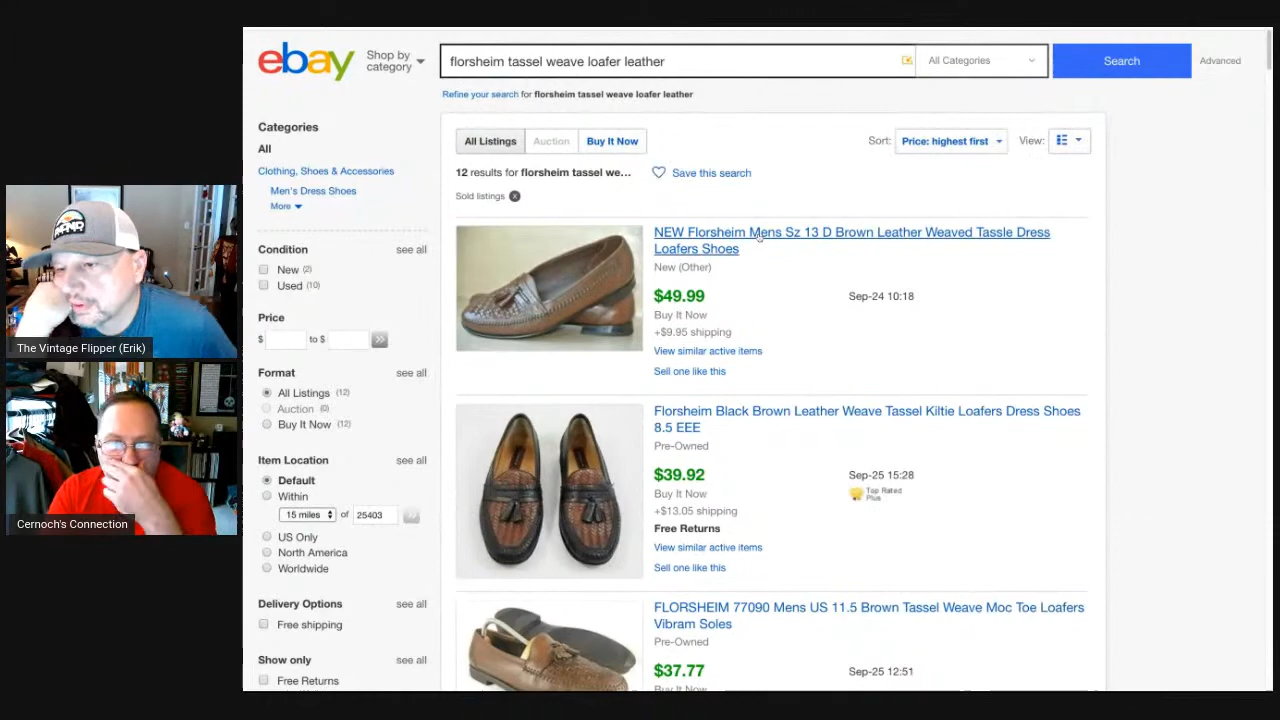 ebay
Shop by
category
florsheim tassel weave loafer leather
All Categories
Search
Advanced
Refine your search for florsheim tassel weave loafer leather
Categories
All
Clothing, Shoes & Accessories
Men's Dress Shoes
More
Condition see all
New (2)
Used (10)
Price
$ to $
Format see all
All Listings (12)
Auction (0)
Buy It Now (12)
Item Location see all
Default
Within
15 miles of 25403
US Only
North America
Worldwide
Delivery Options see all
Free shipping
Show only see all
Free Returns
All Listings Auction Buy It Now
Sort: Price: highest first View:
12 results for florsheim tassel we... Save this search
Sold listings
NEW Florsheim Mens Sz 13 D Brown Leather Weaved Tassle Dress
Loafers Shoes
New (Other)
$49.99 Sep-24 10:18
Buy It Now
+$9.95 shipping
View similar active items
Sell one like this
Florsheim Black Brown Leather Weave Tassel Kiltie Loafers Dress Shoes
8.5 EEE
Pre-Owned
$39.92 Sep-25 15:28
Buy It Now Top Rated
Plus
+$13.05 shipping
Free Returns
View similar active items
Sell one like this
FLORSHEIM 77090 Mens US 11.5 Brown Tassel Weave Moc Toe Loafers
Vibram Soles
Pre-Owned
$37.77 Sep-25 12:51
Buy It Now
The Vintage Flipper (Erik)
Cernoch's Connection